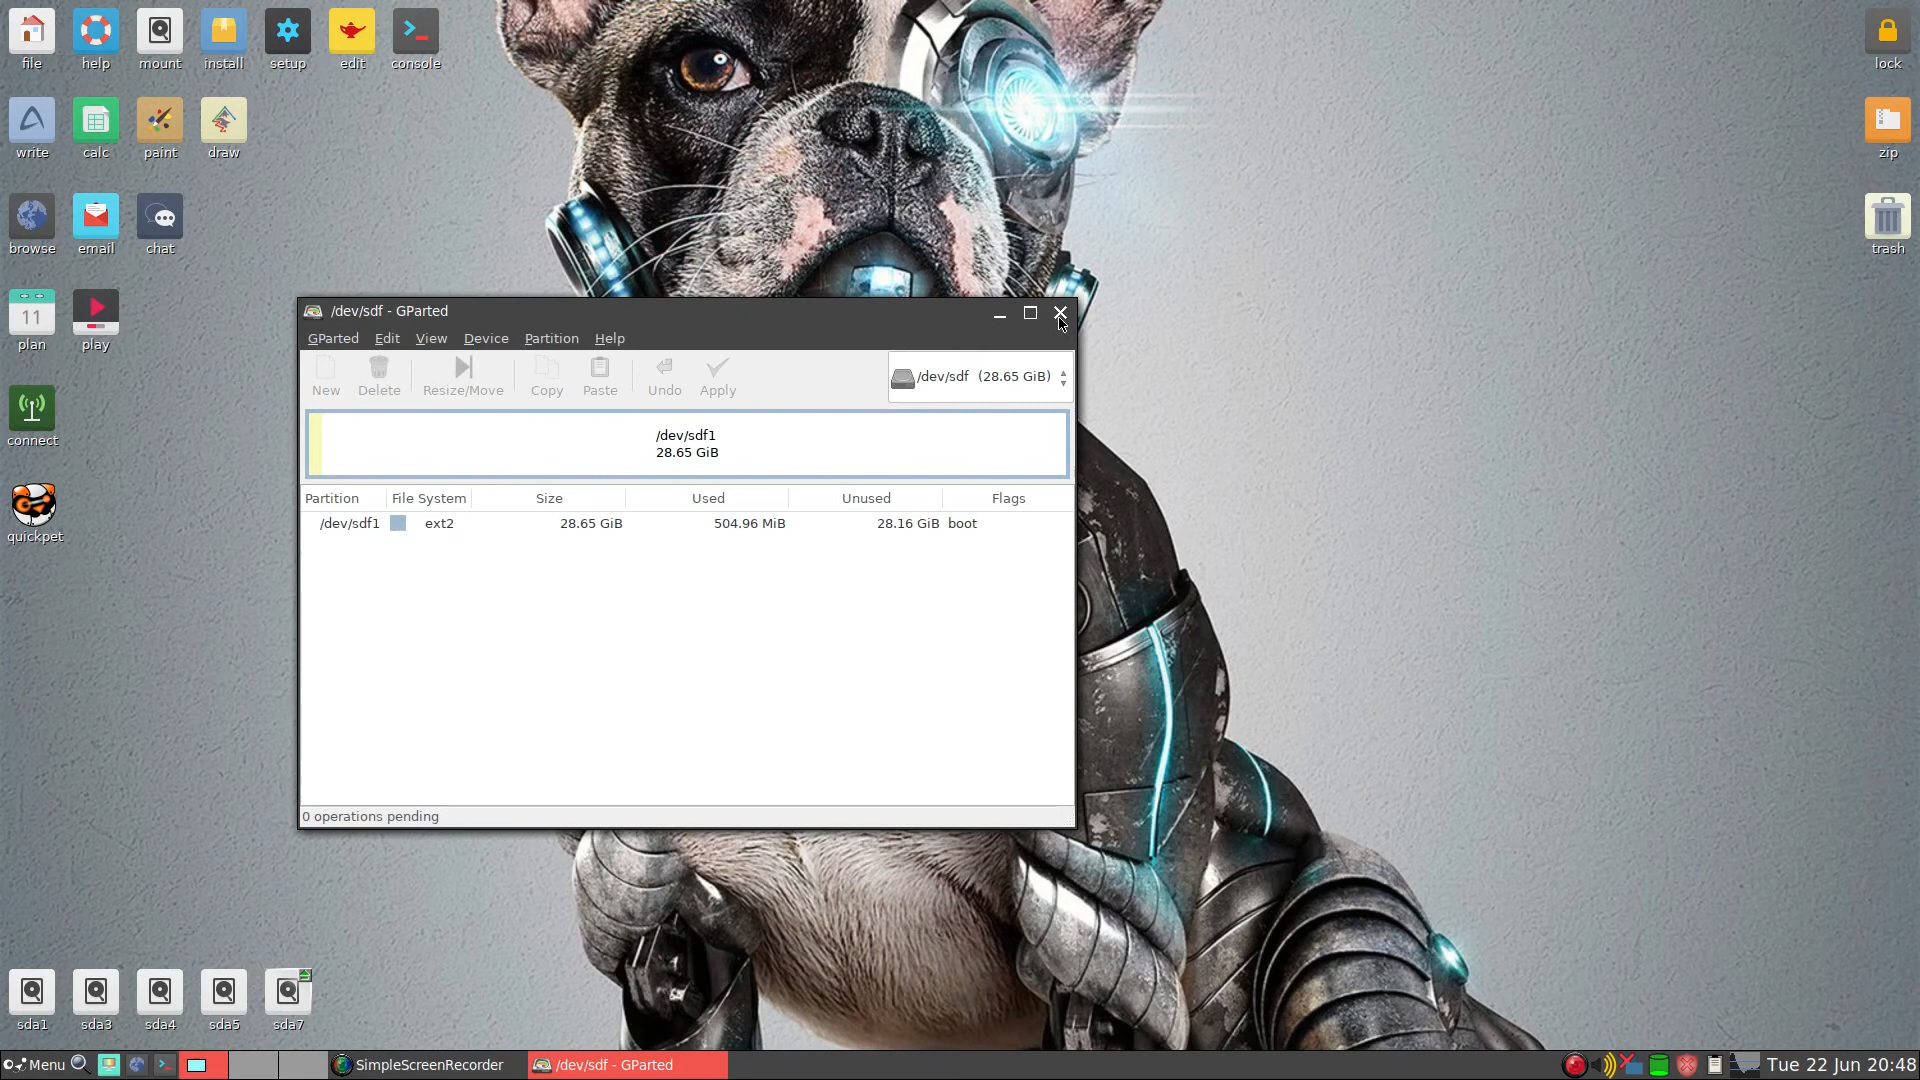 file help mount install setup edit console lock
write calc paint draw zip
browse email chat trash
11
plan play
connect
quickpet
/dev/sdf - GParted
GParted Edit View Device Partition Help
New Delete Resize/Move Copy Paste Undo Apply /dev/sdf (28.65 GiB)
/dev/sdf1
28.65 GiB
Partition File System Size Used Unused Flags
/dev/sdf1 ext2 28.65 GiB 504.96 MiB 28.16 GiB boot
0 operations pending
sda1 sda3 sda4 sda5 sda7
Menu SimpleScreenRecorder /dev/sdf - GParted Tue 22 Jun 20:48